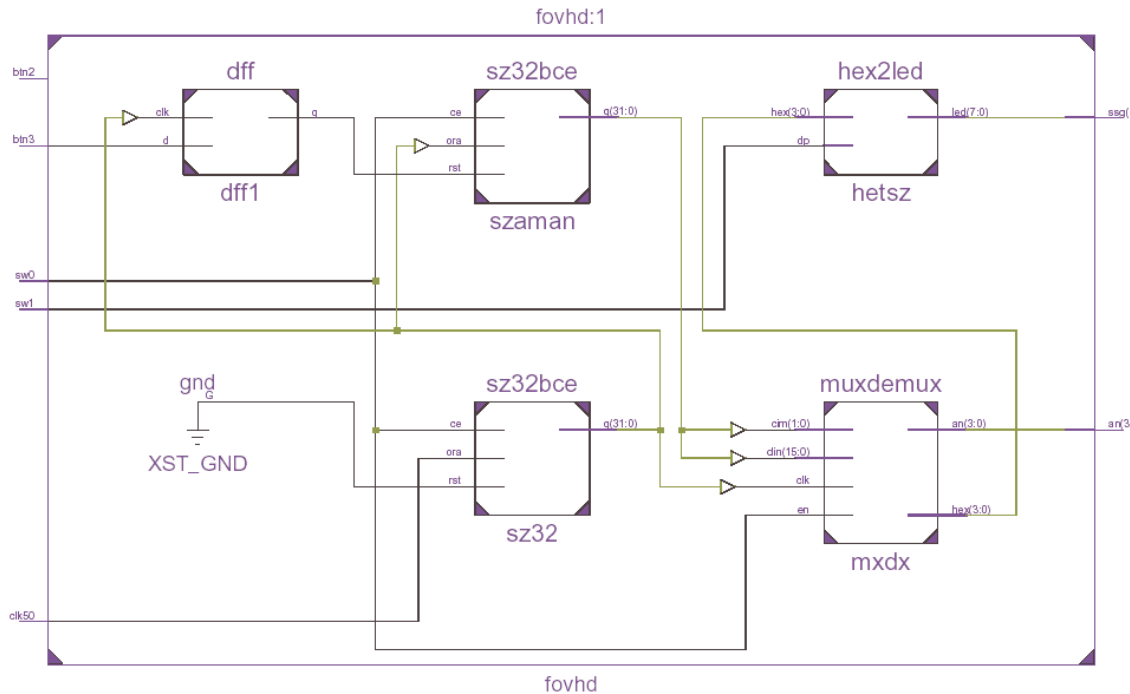 fovhd:1
btn2
btn3
sw0
sw1
clk50
dff
clk
d
q
dff1
sz32bce
ce
ora
rst
q(31:0)
szaman
hex2led
hex(3:0)
dp
led(7:0)
hetsz
ssg(
gnd
G
XST_GND
sz32bce
ce
ora
rst
q(31:0)
sz32
muxdemux
cim(1:0)
din(15:0)
clk
en
an(3:0)
hex(3:0)
mxdx
an(3
fovhd